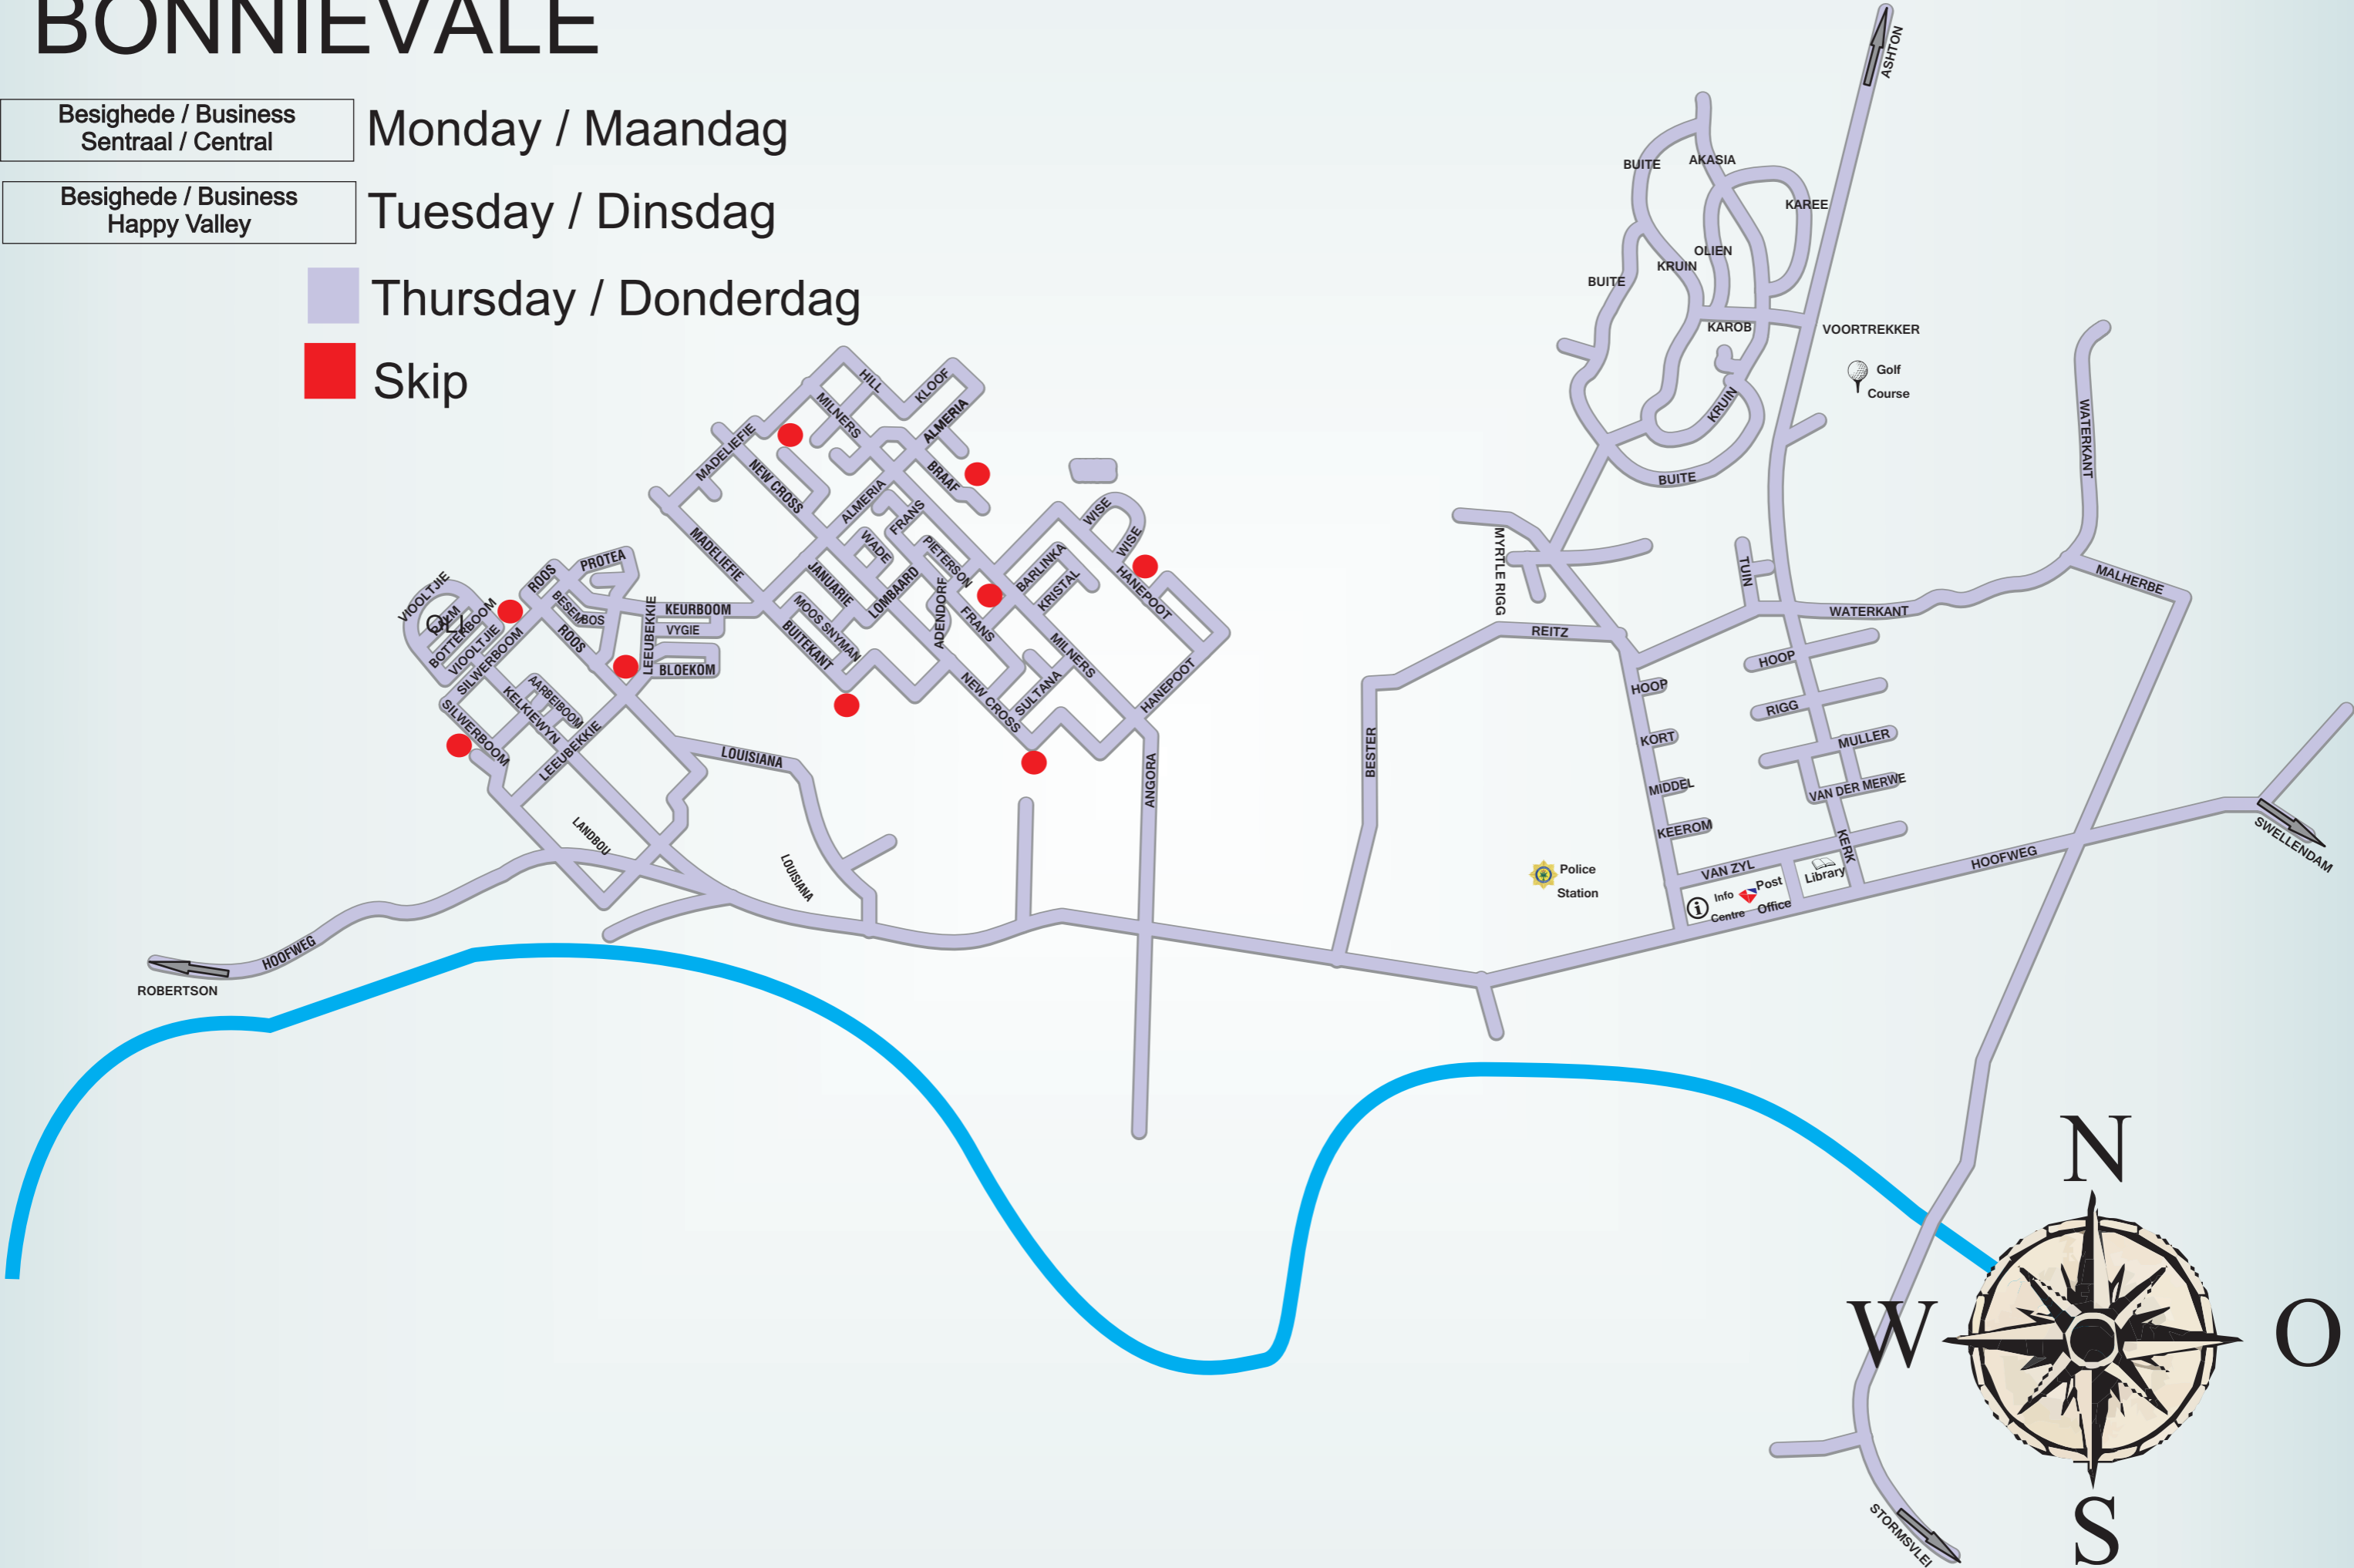 BONNIEVALE
Besighede / Business
Sentraal / Central
Monday / Maandag
Besighede / Business
Happy Valley
Tuesday / Dinsdag
Thursday / Donderdag
Skip
ASHTON
BUITE
AKASIA
KAREE
OLIEN
KRUIN
BUITE
KAROB
VOORTREKKER
Golf
Course
KRUIN
BUITE
WATERKANT
HILL
KLOOF
MILNERS
ALMERIA
MADELIEFIE
NEW CROSS
BRAAF
ALMERIA
FRANS
WISE
WISE
MADELIEFIE
WADE
PIETERSON
BARLINKA
KRISTAL
HANEPOOT
JANUARIE
LOMBAARD
ADENDORF
FRANS
MOOS SNYMAN
BUITEKANT
MILNERS
NEW CROSS
SULTANA
HANEPOOT
PROTEA
ROOS
BESEM
BOS
ROOS
KEURBOOM
LEEUBEKKIE
VYGIE
BLOEKOM
VIOOLTJIE
BOTTERBOOM
VIOOLTJIE
SILWERBOOM
AARBEIBOOM
KELKIEWYN
SILWERBOOM
LEEUBEKKIE
LOUISIANA
LANDBOU
LOUISIANA
ANGORA
MYRTLE RIGG
TUIN
MALHERBE
WATERKANT
REITZ
HOOP
HOOP
RIGG
KORT
MULLER
BESTER
MIDDEL
VAN DER MERWE
KEEROM
KERK
VAN ZYL
HOOFWEG
SWELLENDAM
Police
Station
Library
Info
Centre
Post
Office
HOOFWEG
ROBERTSON
N
W
O
S
STORMSVLEI